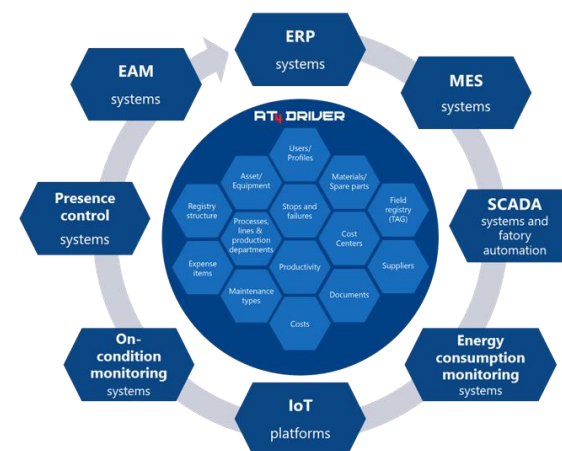 ERP
systems
MES
systems
SCADA
systems and
fatory
automation
Energy
consumption
monitoring
systems
IoT
platforms
On-
condition
monitoring
systems
Presence
control
systems
EAM
systems
AT4 DRIVER
Users/
Profiles
Asset/
Equipment
Materials/
Spare parts
Registry
structure
Stops and
failures
Field
registry
(TAG)
Processes,
lines &
production
departments
Cost
Centers
Expense
items
Productivity
Suppliers
Maintenance
types
Documents
Costs